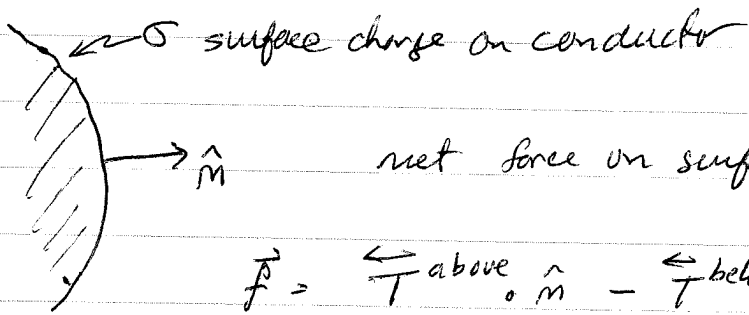 σ surface charge on conductor
n̂ net force on surf
f⃗ = T⃡ above · n̂ - T⃡ bel